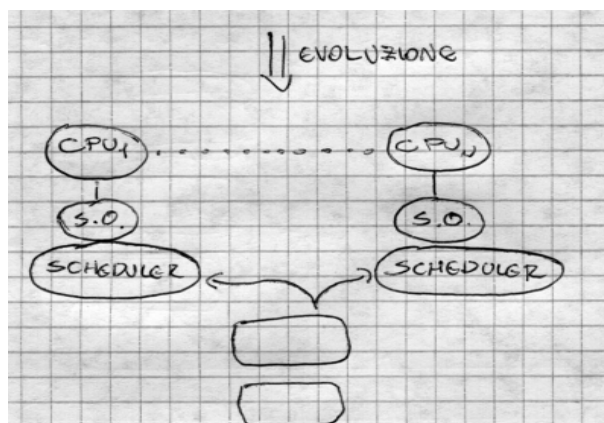 EVOLUZIONE
CPU1 CPUN
S.O. S.O.
SCHEDULER SCHEDULER